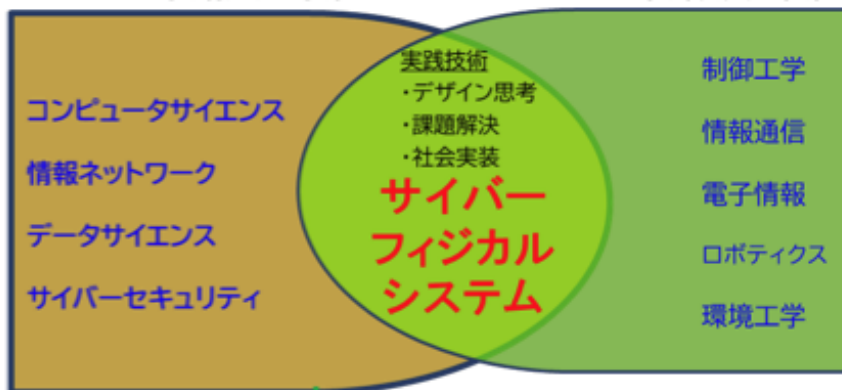 コンピュータサイエンス
情報ネットワーク
データサイエンス
サイバーセキュリティ
実践技術
・デザイン思考
・課題解決
・社会実装
サイバー
フィジカル
システム
制御工学
情報通信
電子情報
ロボティクス
環境工学